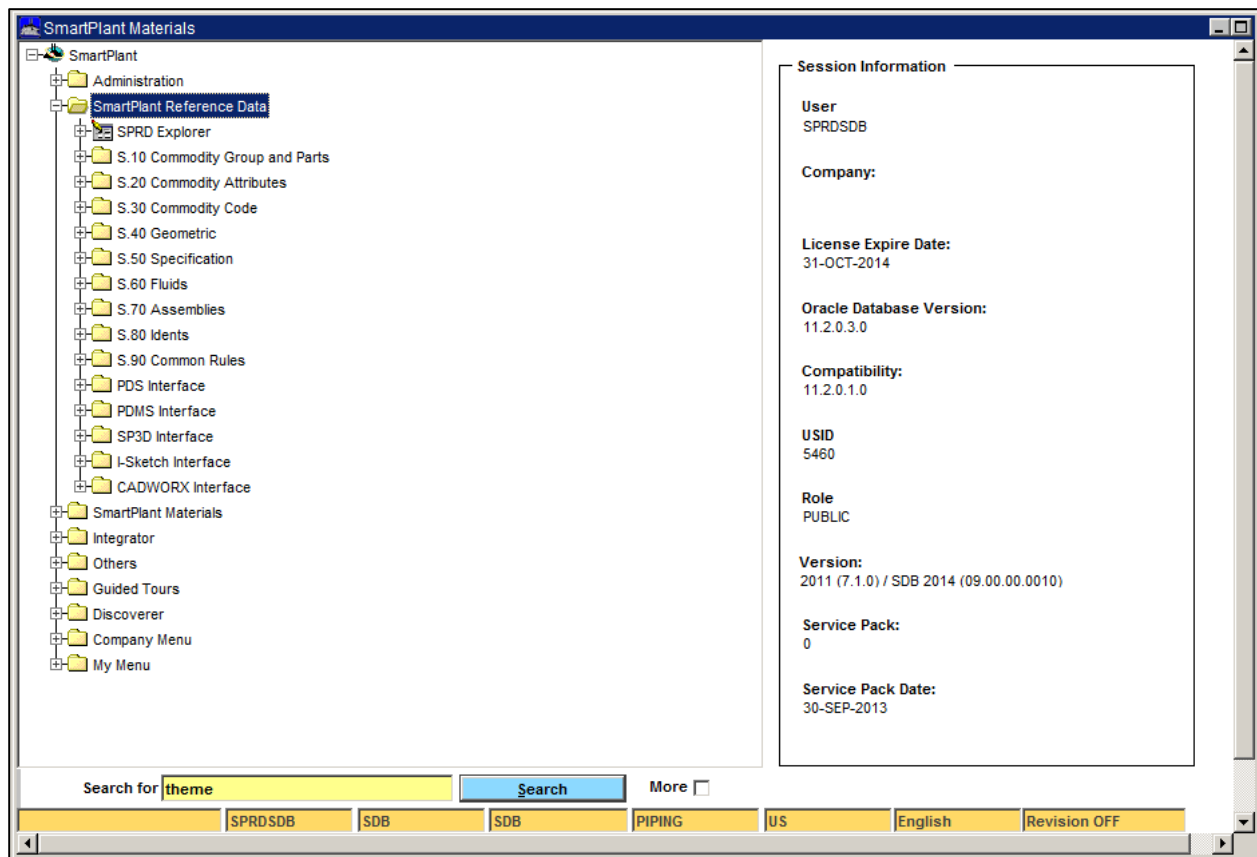 SmartPlant Materials
SmartPlant
Administration
SmartPlant Reference Data
SPRD Explorer
S.10 Commodity Group and Parts
S.20 Commodity Attributes
S.30 Commodity Code
S.40 Geometric
S.50 Specification
S.60 Fluids
S.70 Assemblies
S.80 Idents
S.90 Common Rules
PDS Interface
PDMS Interface
SP3D Interface
I-Sketch Interface
CADWORX Interface
SmartPlant Materials
Integrator
Others
Guided Tours
Discoverer
Company Menu
My Menu
Session Information
User
SPRDSDB
Company:
License Expire Date:
31-OCT-2014
Oracle Database Version:
11.2.0.3.0
Compatibility:
11.2.0.1.0
USID
5460
Role
PUBLIC
Version:
2011 (7.1.0) / SDB 2014 (09.00.00.0010)
Service Pack:
0
Service Pack Date:
30-SEP-2013
Search for theme Search More
SPRDSDB SDB SDB PIPING US English Revision OFF